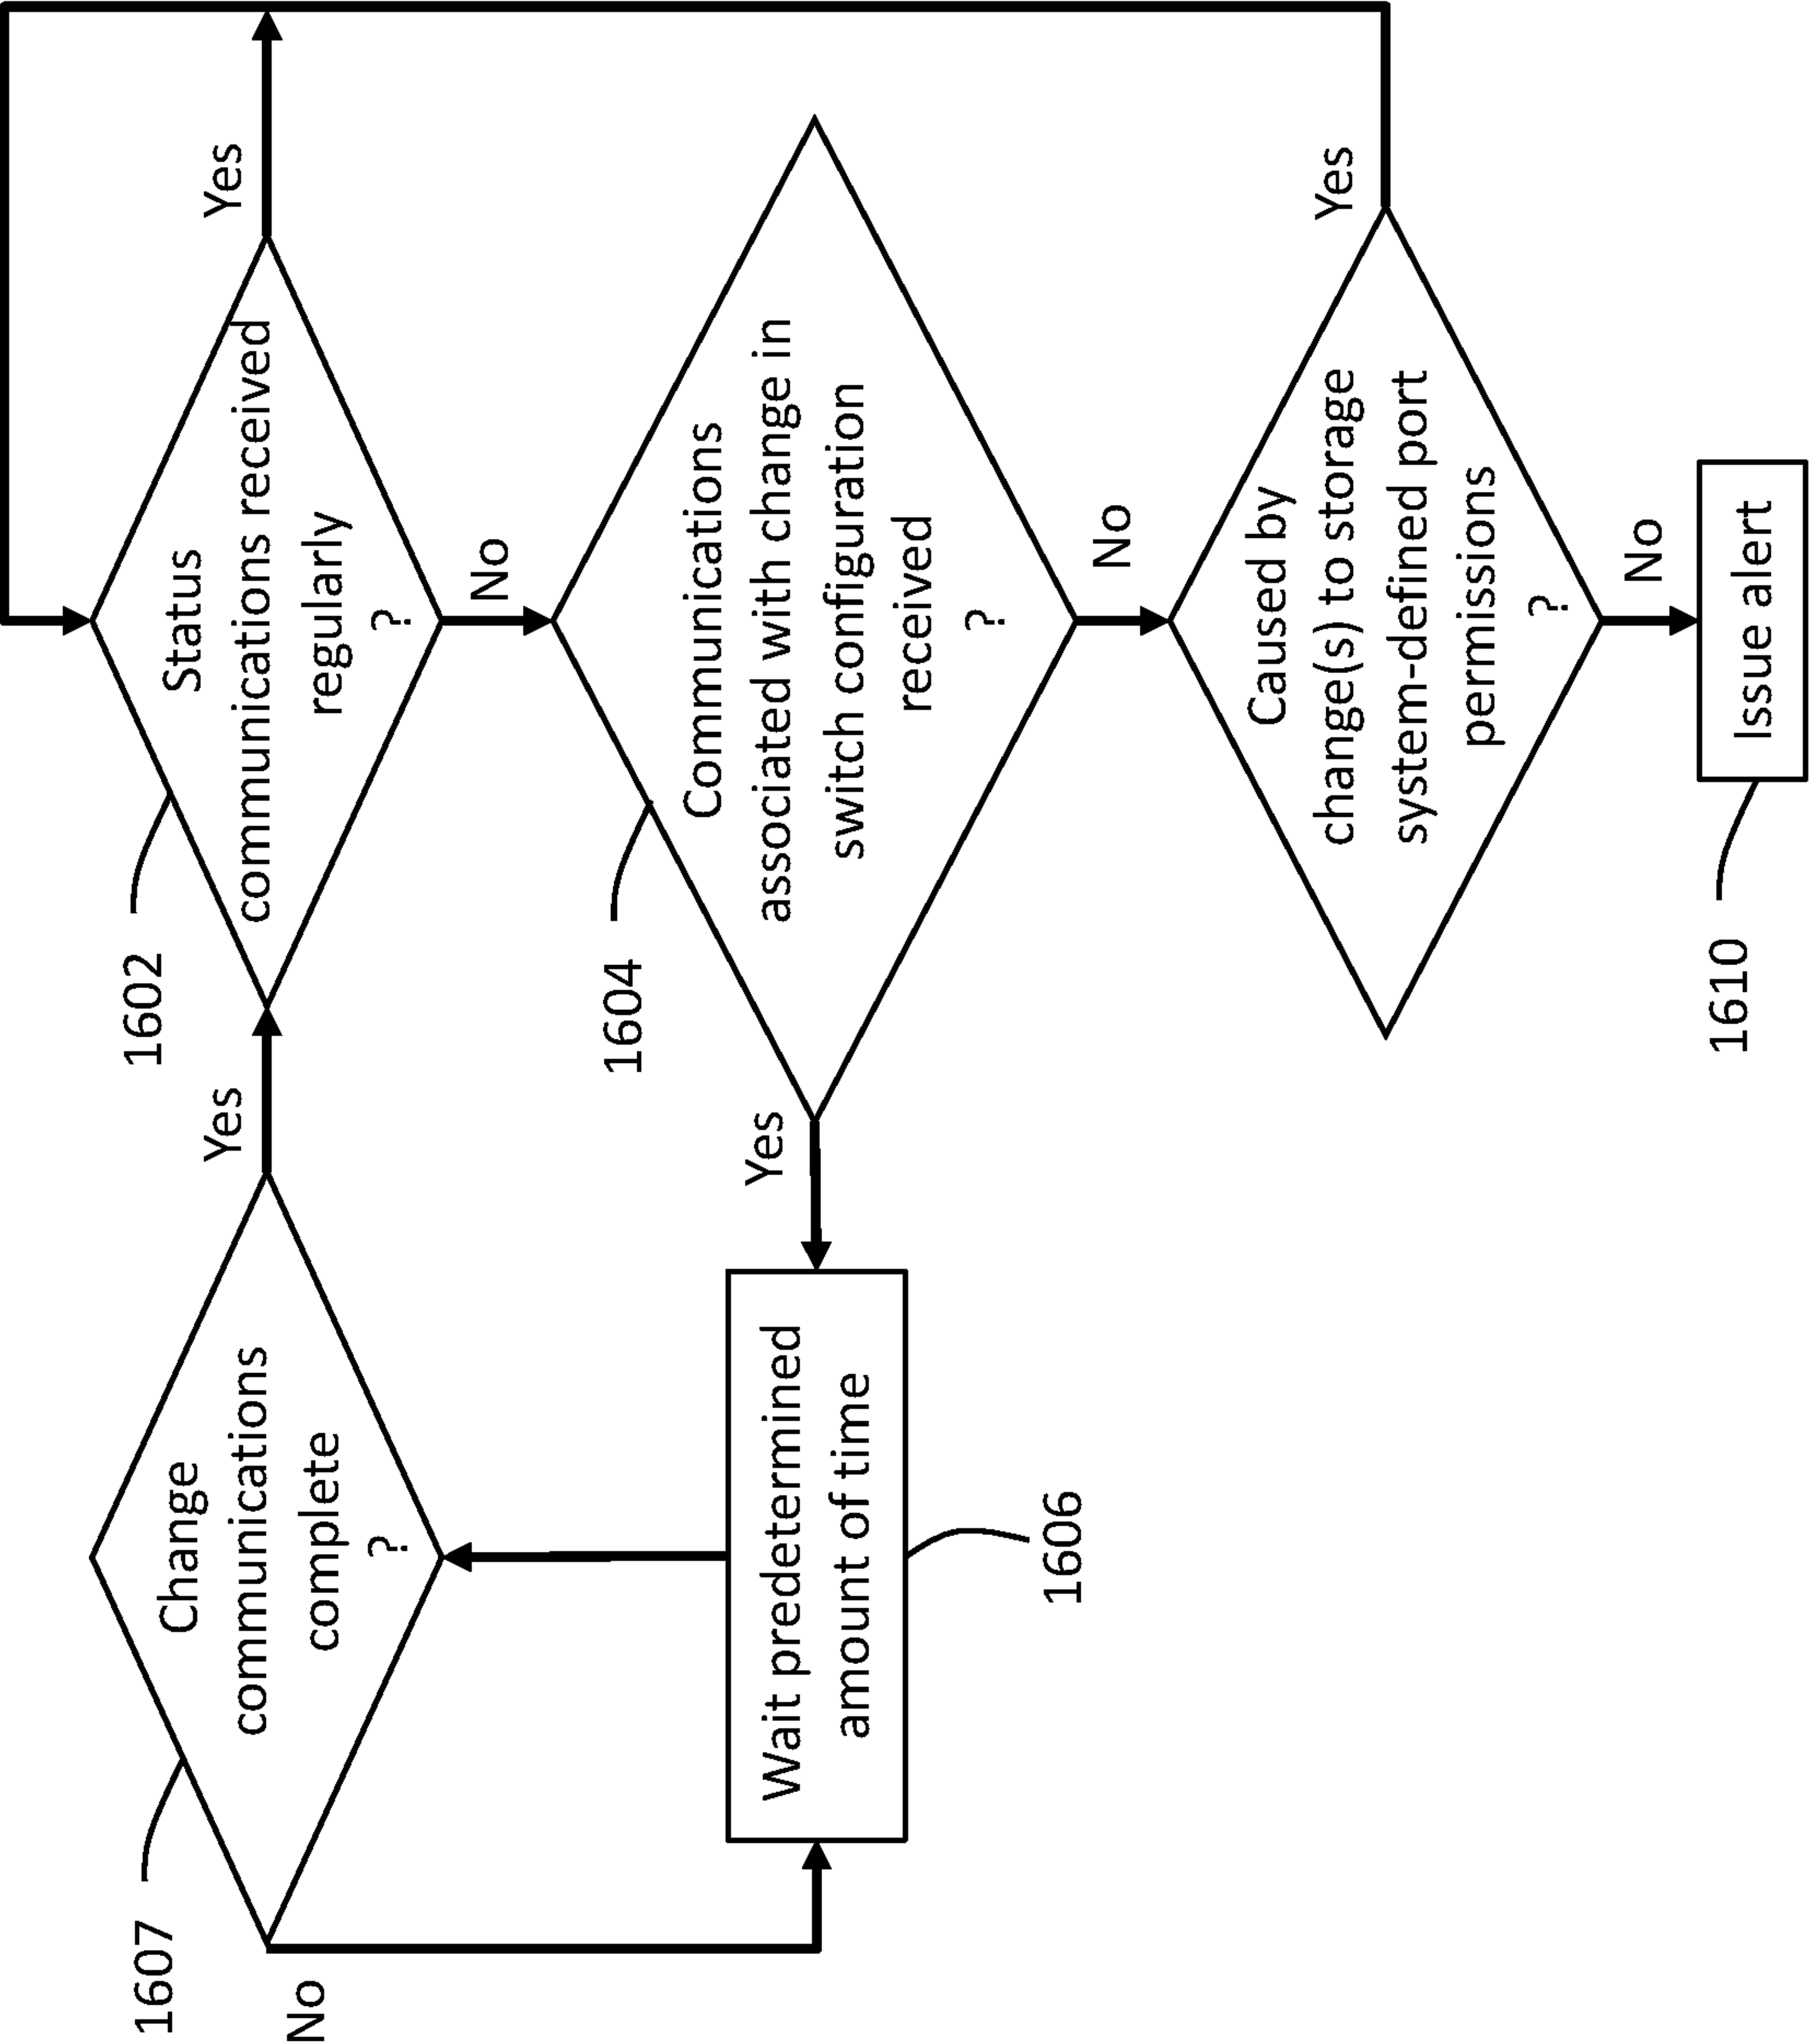 1607
Change
communications
complete
?
Yes
No
1602
Status
communications received
regularly
?
Yes
No
1604
Communications
associated with change in
switch configuration
received
?
Yes
No
Wait predetermined
amount of time
1606
Caused by
change(s) to storage
system-defined port
permissions
?
Yes
No
1610
Issue alert